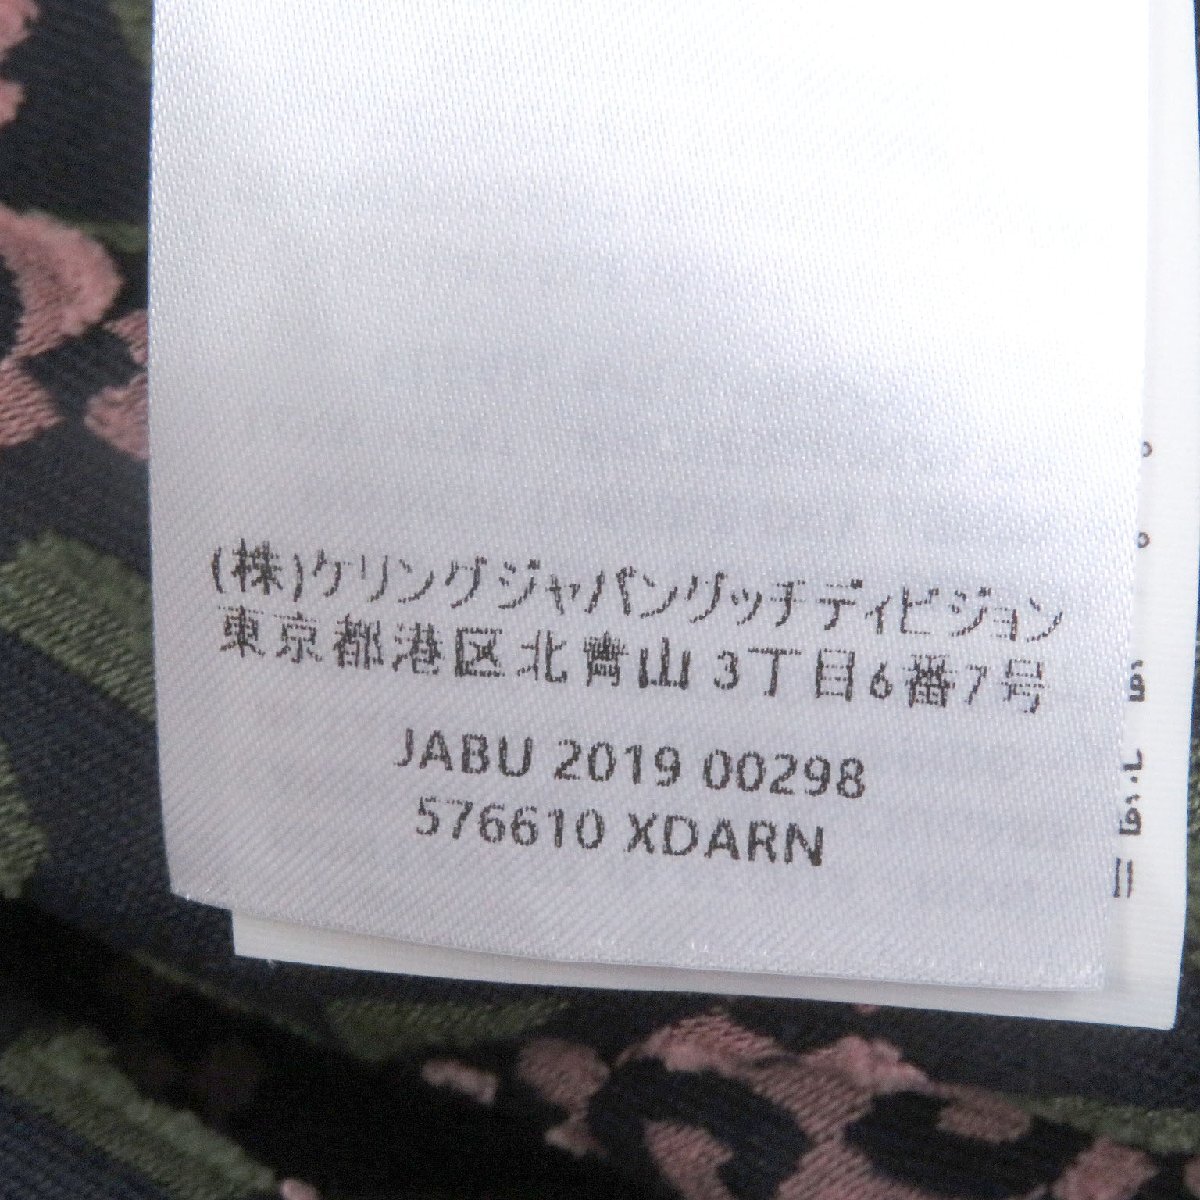 (株)ケリングジャパングッチディビジョン
東京都港区北青山3丁目6番7号
JABU 2019 00298
576610 XDARN